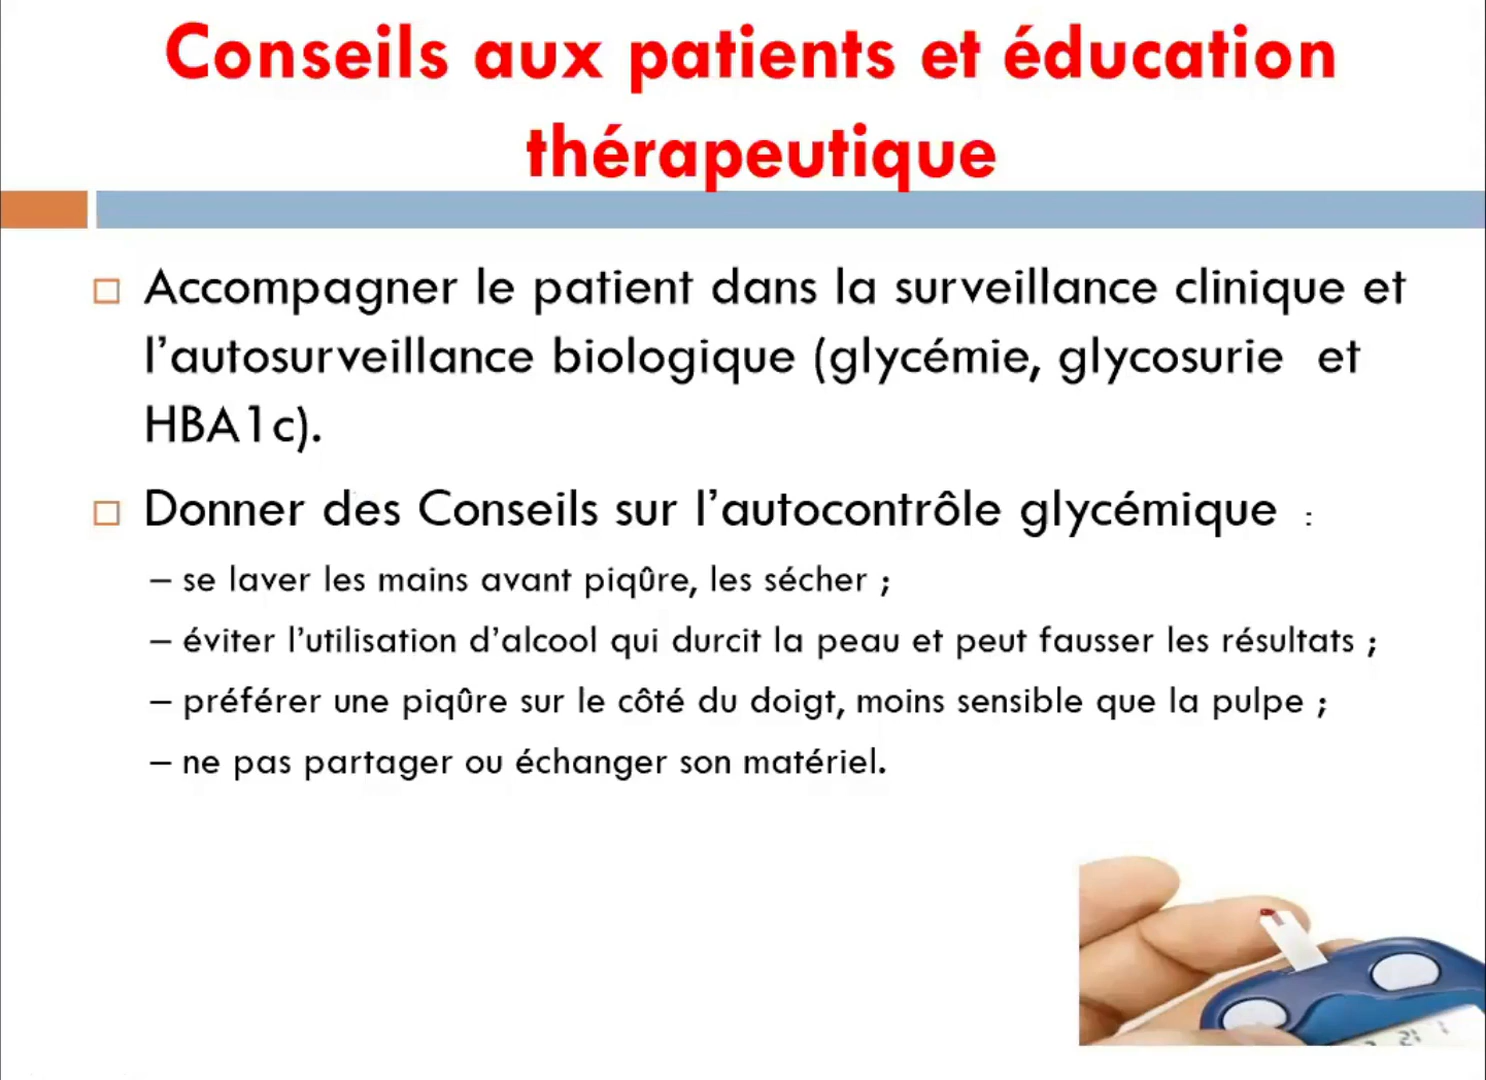 Conseils aux patients et éducation
thérapeutique
Accompagner le patient dans la surveillance clinique et
l’autosurveillance biologique (glycémie, glycosurie et
HBA1c).
Donner des Conseils sur l’autocontrôle glycémique :
– se laver les mains avant piqûre, les sécher ;
– éviter l’utilisation d’alcool qui durcit la peau et peut fausser les résultats ;
– préférer une piqûre sur le côté du doigt, moins sensible que la pulpe ;
– ne pas partager ou échanger son matériel.